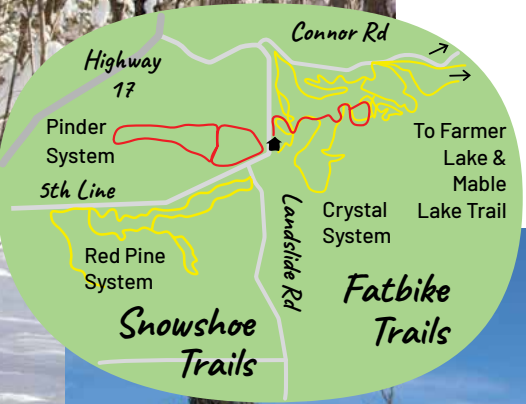 Connor Rd
Highway
17
Pinder
System
To Farmer
Lake &
Mable
Lake Trail
5th Line
Landslide Rd
Crystal
System
Red Pine
System
Fatbike
Trails
Snowshoe
Trails